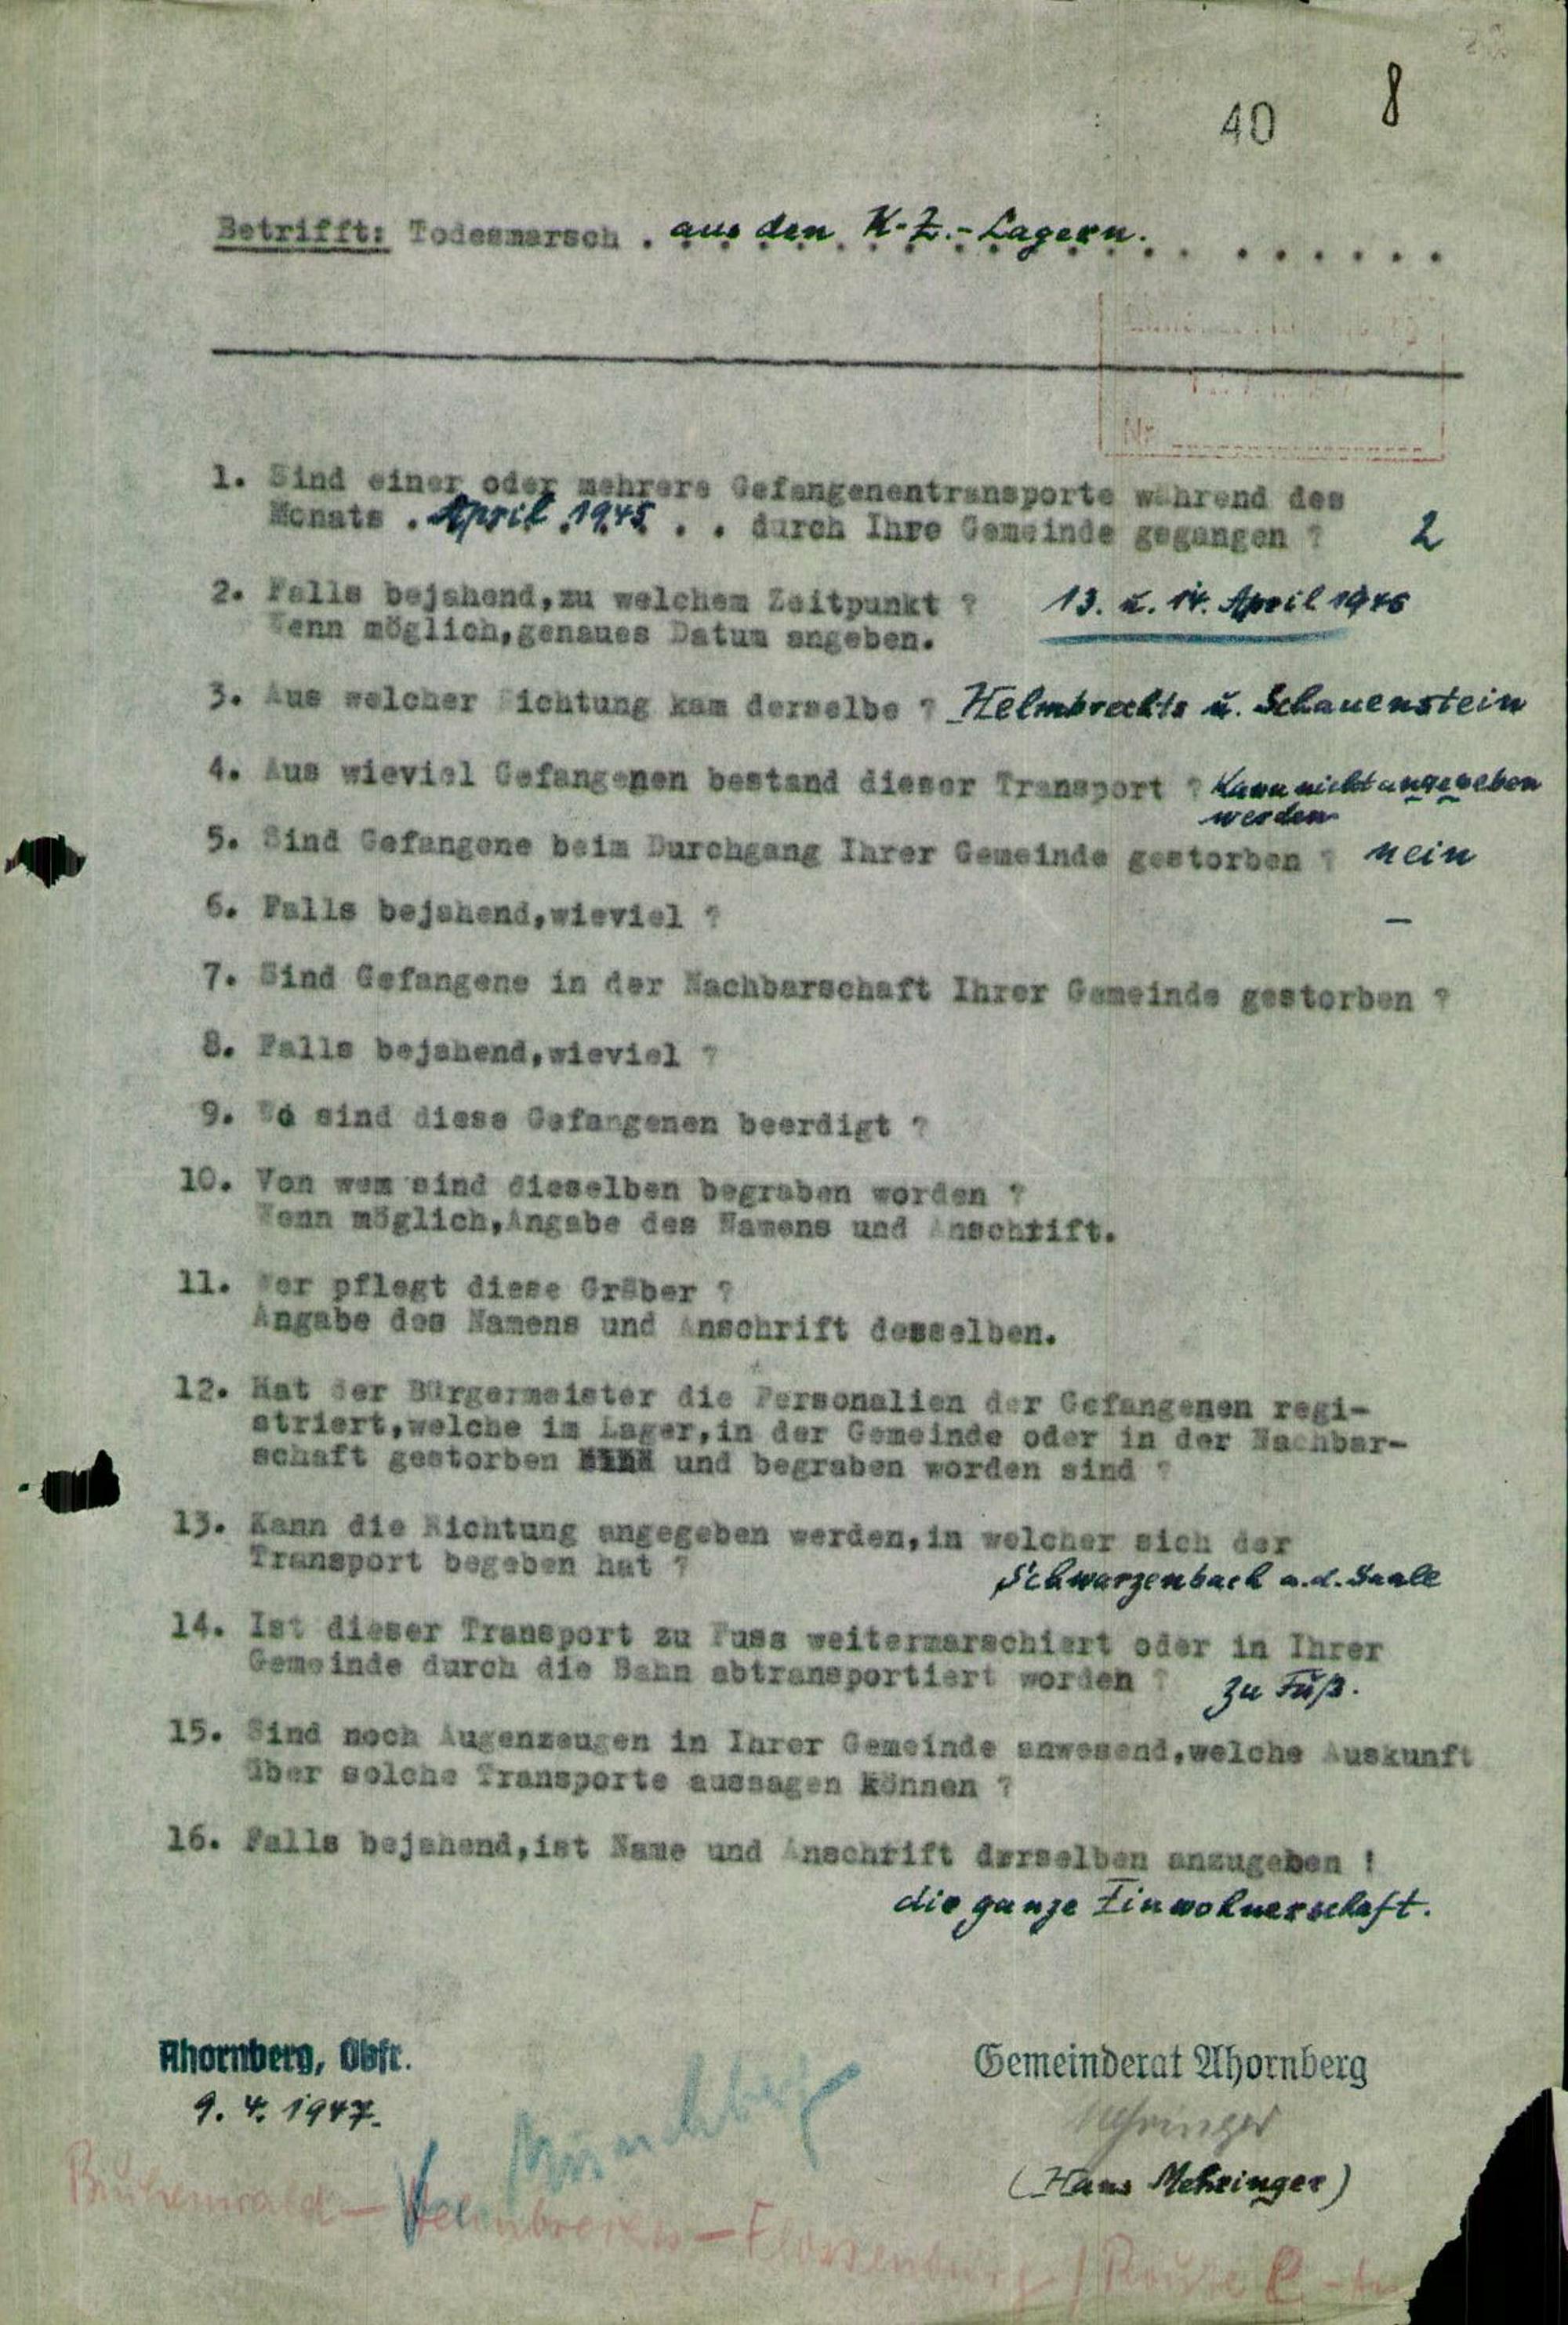 40 8
Betrifft: Todesmarsch . aus den K-Z.-Lagern.
Nr.
1. Sind einer oder mehrere Gefangenentransporte während des
Monats . April 1945 . . durch Ihre Gemeinde gegangen ? 2
2. Falls bejahend,zu welchem Zeitpunkt ? 13. u. 14. April 1945
Wenn möglich,genaues Datum angeben.
3. Aus welcher Richtung kam derselbe ? Helmbrechts u. Schauenstein
4. Aus wieviel Gefangenen bestand dieser Transport ? Kann nicht angegeben
werden
5. Sind Gefangene beim Durchgang Ihrer Gemeinde gestorben ? nein
6. Falls bejahend,wieviel ? –
7. Sind Gefangene in der Nachbarschaft Ihrer Gemeinde gestorben ?
8. Falls bejahend,wieviel ?
9. Wo sind diese Gefangenen beerdigt ?
10. Von wem sind dieselben begraben worden ?
Wenn möglich,Angabe des Namens und Anschrift.
11. Wer pflegt diese Gräber ?
Angabe des Namens und Anschrift desselben.
12. Hat der Bürgermeister die Personalien der Gefangenen regi-
striert,welche im Lager,in der Gemeinde oder in der Nachbar-
schaft gestorben und begraben worden sind ?
13. Kann die Richtung angegeben werden,in welcher sich der
Transport begeben hat ?
Schwarzenbach a.d. Saale
14. Ist dieser Transport zu Fuss weitermarschiert oder in Ihrer
Gemeinde durch die Bahn abtransportiert worden ? zu Fuß.
15. Sind noch Augenzeugen in Ihrer Gemeinde anwesend,welche Auskunft
über solche Transporte aussagen können ?
16. Falls bejahend,ist Name und Anschrift derselben anzugeben !
die ganze Einwohnerschaft.
Ahornberg, Obfr.
Gemeinderat Ahornberg
9. 4. 1947.
Münchberg
Mehringer
(Hans Mehringer)
Buchenwald – Helmbrechts – Flossenbürg / Route